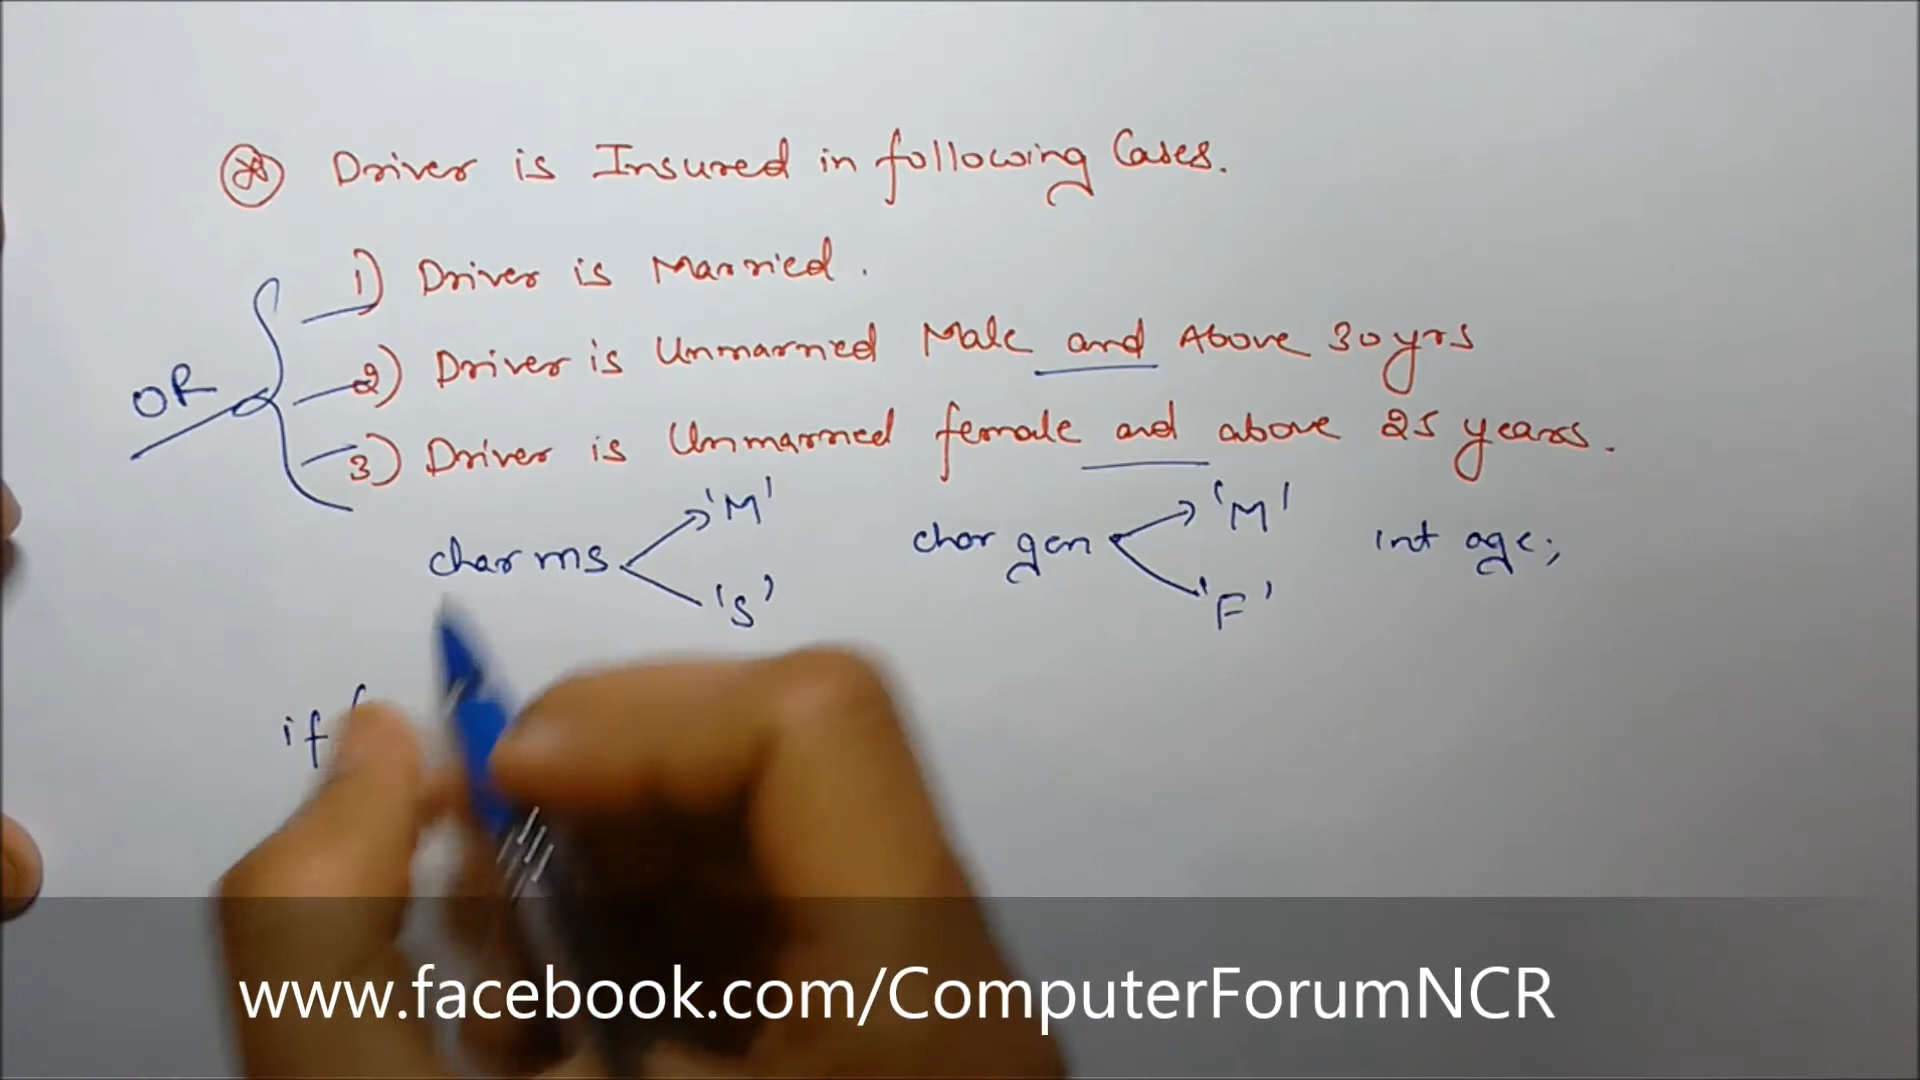 Driver is Insured in following Cases.
1) Driver is Married.
2) Driver is Unmarried Male and Above 30 yrs
OR
3) Driver is Unmarried female and above 25 years.
char ms 'M' 'S' char gen 'M' 'F' int age;
if (
www.facebook.com/ComputerForumNCR